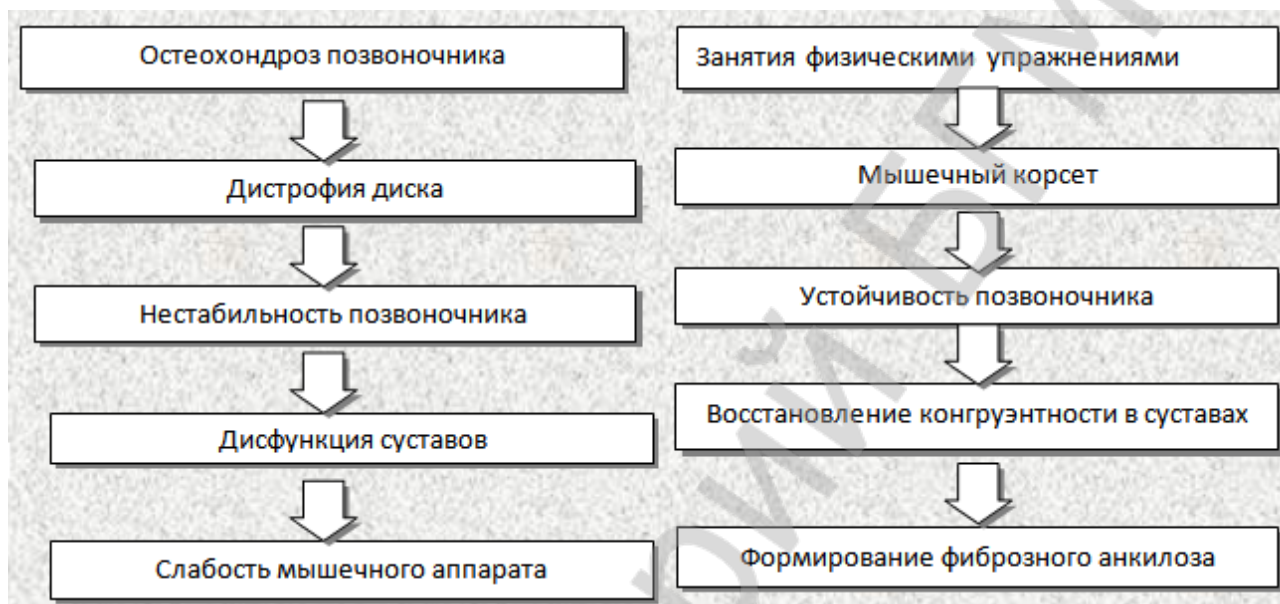 Остеохондроз позвоночника
Дистрофия диска
Нестабильность позвоночника
Дисфункция суставов
Слабость мышечного аппарата
Занятия физическими упражнениями
Мышечный корсет
Устойчивость позвоночника
Восстановление конгруэнтности в суставах
Формирование фиброзного анкилоза